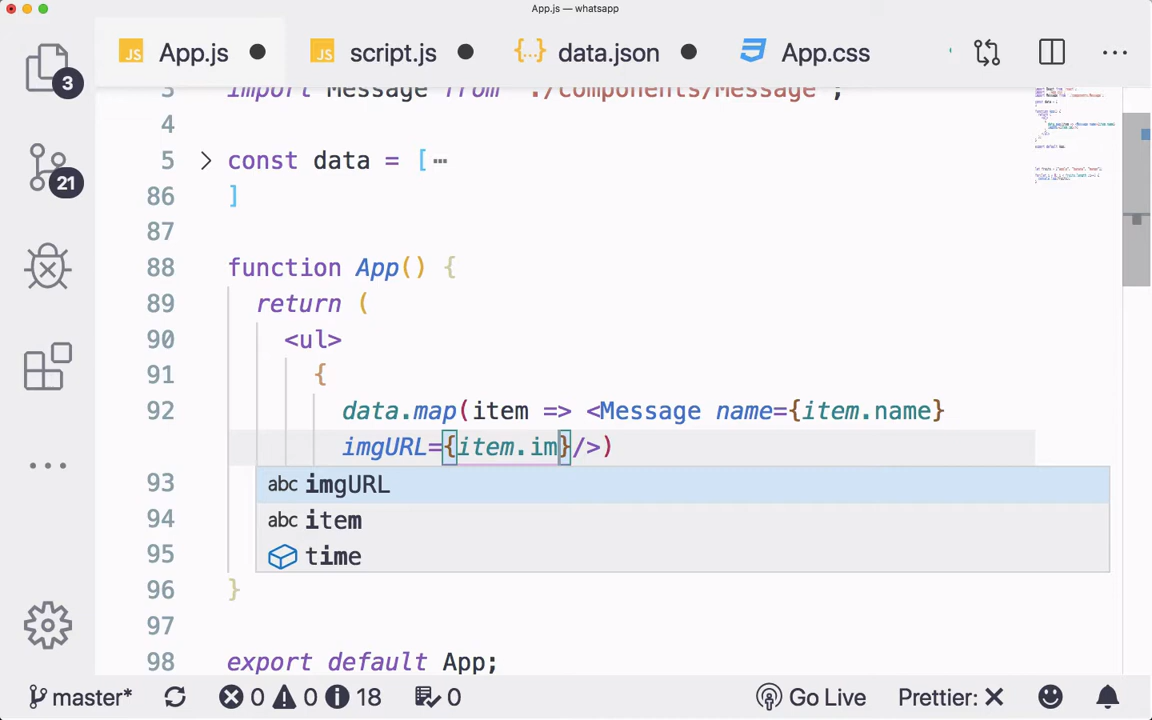 App.js — whatsapp
JS App.js
JS script.js
{..} data.json
App.css
3
21
3 import Message from './components/Message';
4
5 const data = [
86 ]
87
88 function App() {
89 return (
90 <ul>
91 {
92 data.map(item => <Message name={item.name}
imgURL={item.im}/>)
93 abc imgURL
94 abc item
95 time
96 }
97
98 export default App;
master*
0 0 18
0
Go Live
Prettier: ✕